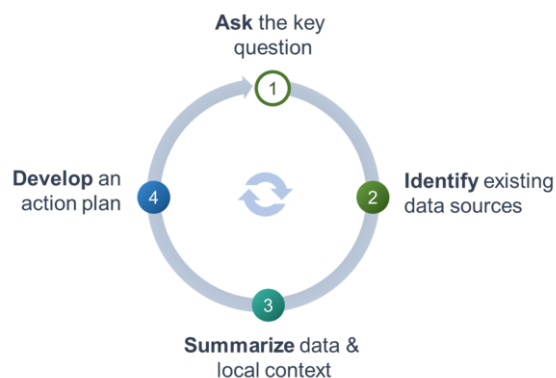 Ask the key
question
1
Identify existing
data sources
2
3
Summarize data &
local context
Develop an
action plan
4